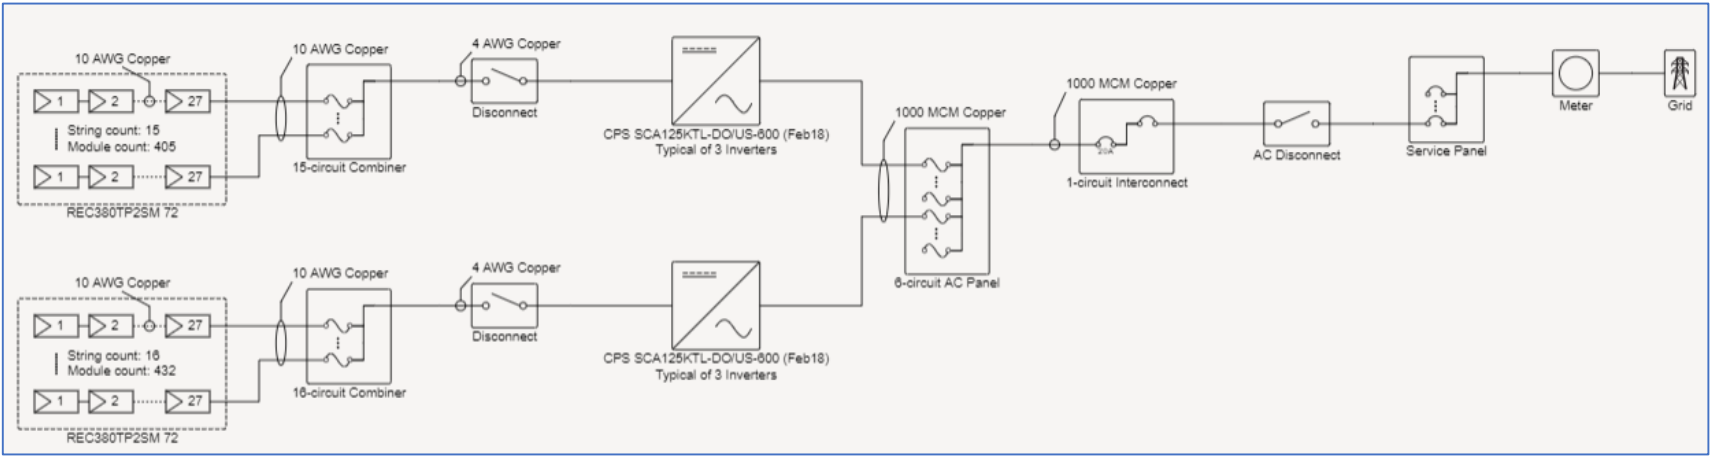 10 AWG Copper
1
2
27
String count: 15
Module count: 405
1
2
27
REC380TP2SM 72
10 AWG Copper
15-circuit Combiner
4 AWG Copper
Disconnect
CPS SCA125KTL-DO/US-600 (Feb18)
Typical of 3 Inverters
10 AWG Copper
1
2
27
String count: 16
Module count: 432
1
2
27
REC380TP2SM 72
10 AWG Copper
16-circuit Combiner
4 AWG Copper
Disconnect
CPS SCA125KTL-DO/US-600 (Feb18)
Typical of 3 Inverters
1000 MCM Copper
6-circuit AC Panel
1000 MCM Copper
20A
1-circuit Interconnect
AC Disconnect
Service Panel
Meter
Grid